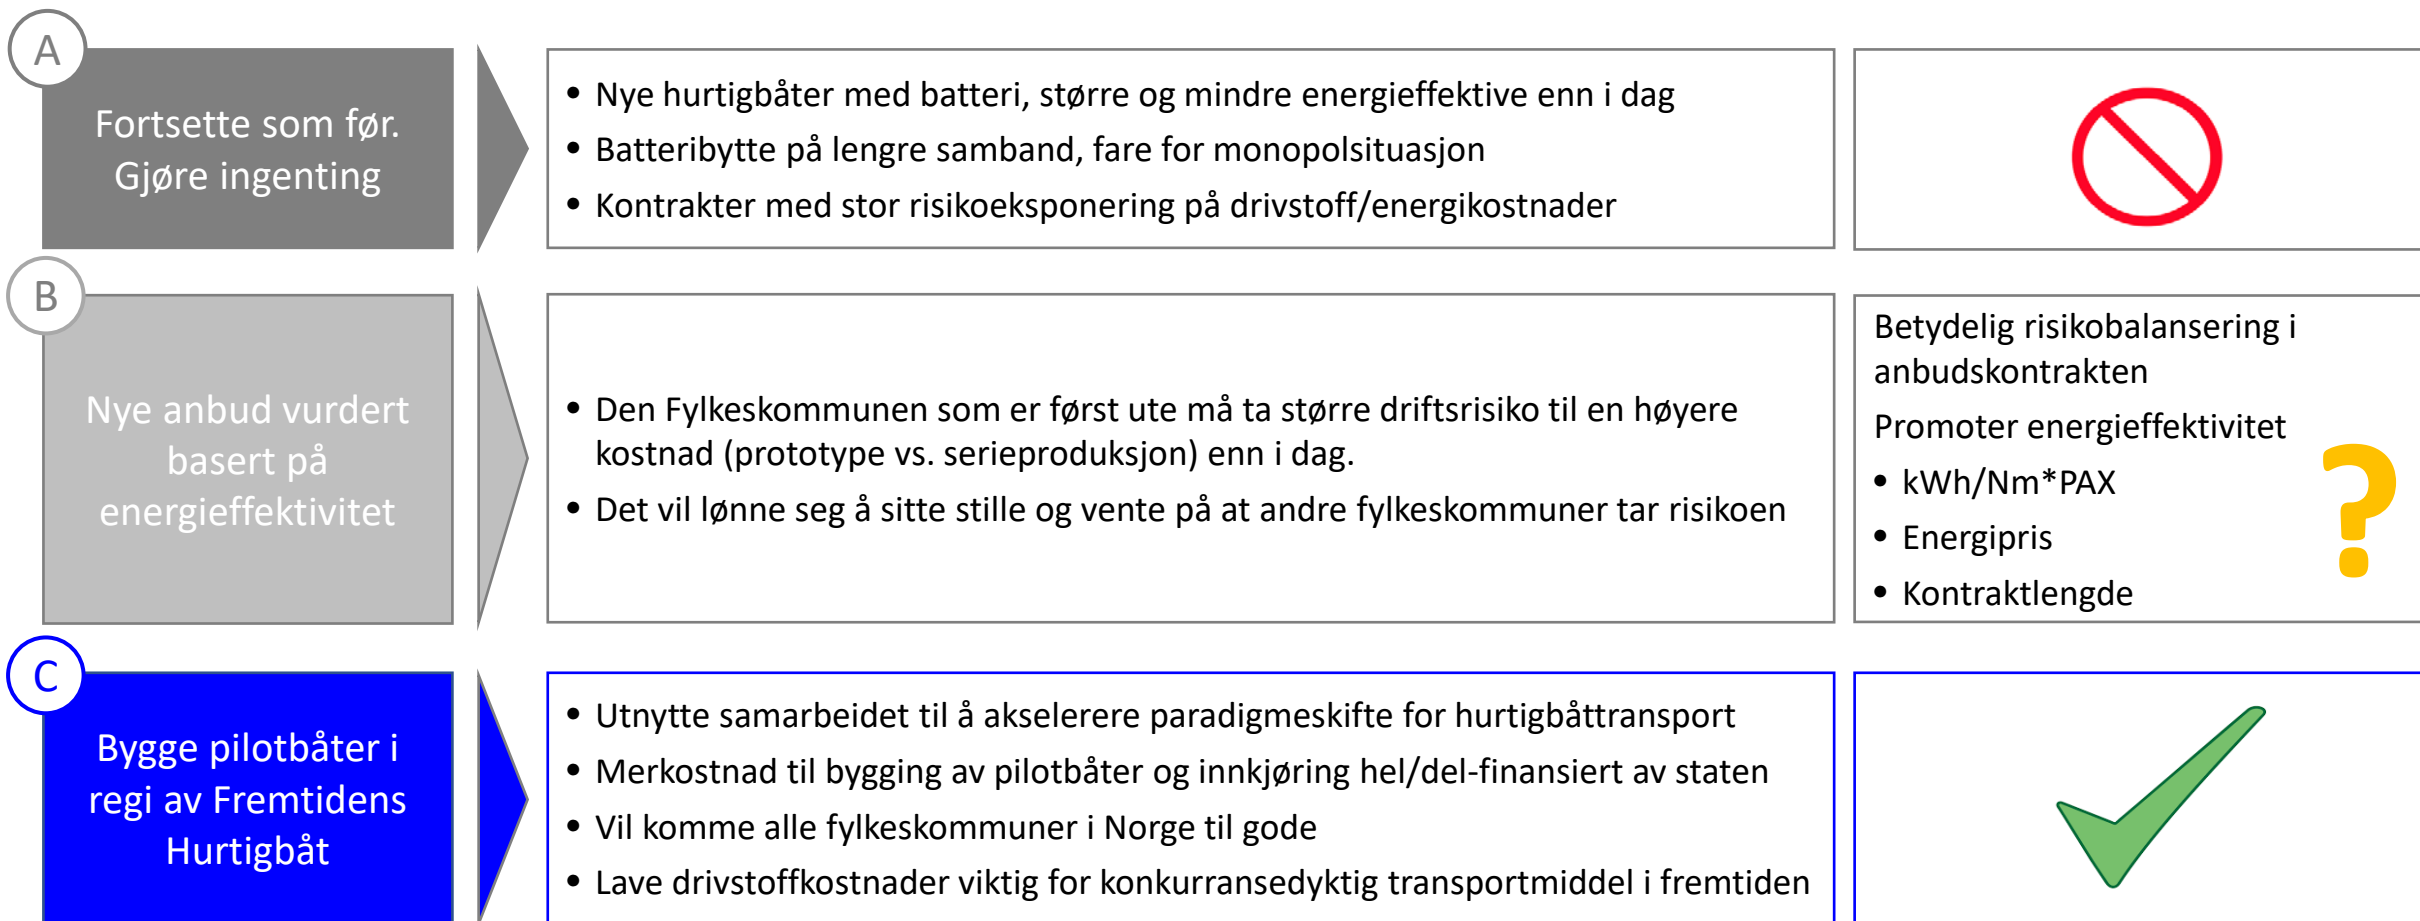 A
Fortsette som før.
Gjøre ingenting
• Nye hurtigbåter med batteri, større og mindre energieffektive enn i dag
• Batteribytte på lengre samband, fare for monopolsituasjon
• Kontrakter med stor risikoeksponering på drivstoff/energikostnader
B
Nye anbud vurdert
basert på
energieffektivitet
• Den Fylkeskommunen som er først ute må ta større driftsrisiko til en høyere
kostnad (prototype vs. serieproduksjon) enn i dag.
• Det vil lønne seg å sitte stille og vente på at andre fylkeskommuner tar risikoen
Betydelig risikobalansering i
anbudskontrakten
Promoter energieffektivitet
• kWh/Nm*PAX
• Energipris
• Kontraktlengde
?
C
Bygge pilotbåter i
regi av Fremtidens
Hurtigbåt
• Utnytte samarbeidet til å akselerere paradigmeskifte for hurtigbåttransport
• Merkostnad til bygging av pilotbåter og innkjøring hel/del-finansiert av staten
• Vil komme alle fylkeskommuner i Norge til gode
• Lave drivstoffkostnader viktig for konkurransedyktig transportmiddel i fremtiden